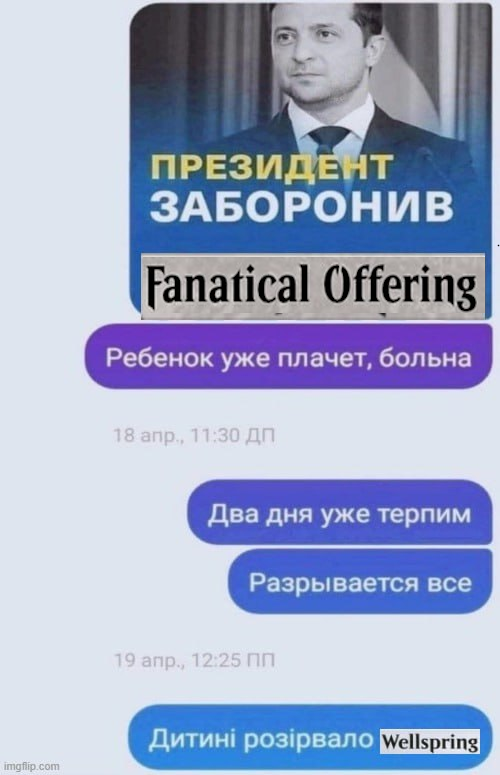 ПРЕЗИДЕНТ
ЗАБОРОНИВ
Fanatical Offering
Ребенок уже плачет, больна
18 апр., 11:30 ДП
Два дня уже терпим
Разрывается все
19 апр., 12:25 ПП
Дитині розірвало Wellspring
imgflip.com